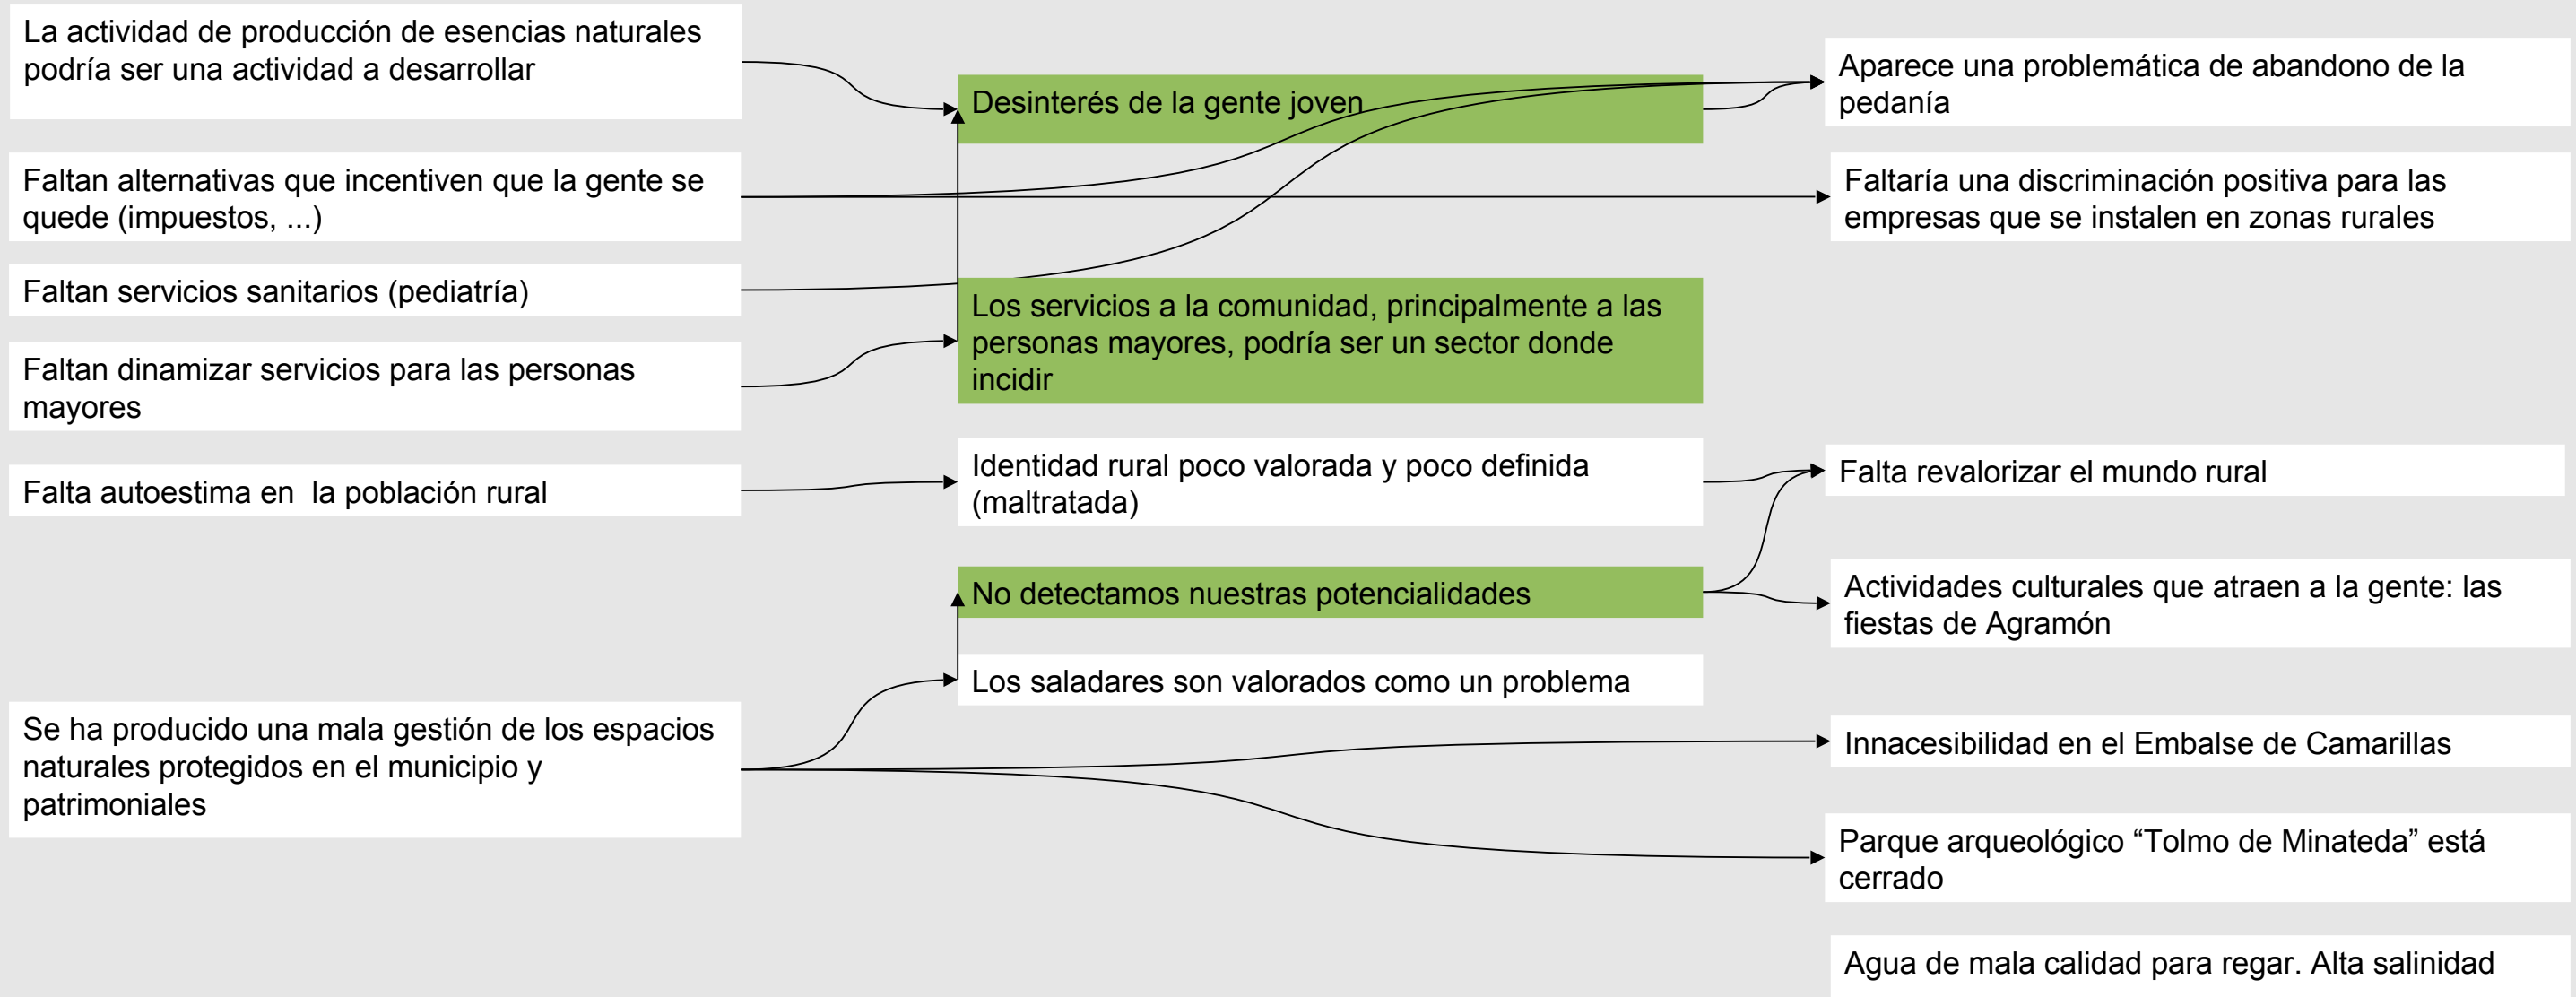 La actividad de producción de esencias naturales
podría ser una actividad a desarrollar
Faltan alternativas que incentiven que la gente se
quede (impuestos, ...)
Faltan servicios sanitarios (pediatría)
Faltan dinamizar servicios para las personas
mayores
Falta autoestima en  la población rural
Se ha producido una mala gestión de los espacios
naturales protegidos en el municipio y
patrimoniales
Desinterés de la gente joven
Los servicios a la comunidad, principalmente a las
personas mayores, podría ser un sector donde
incidir
Identidad rural poco valorada y poco definida
(maltratada)
No detectamos nuestras potencialidades
Los saladares son valorados como un problema
Aparece una problemática de abandono de la
pedanía
Faltaría una discriminación positiva para las
empresas que se instalen en zonas rurales
Falta revalorizar el mundo rural
Actividades culturales que atraen a la gente: las
fiestas de Agramón
Innacesibilidad en el Embalse de Camarillas
Parque arqueológico “Tolmo de Minateda” está
cerrado
Agua de mala calidad para regar. Alta salinidad